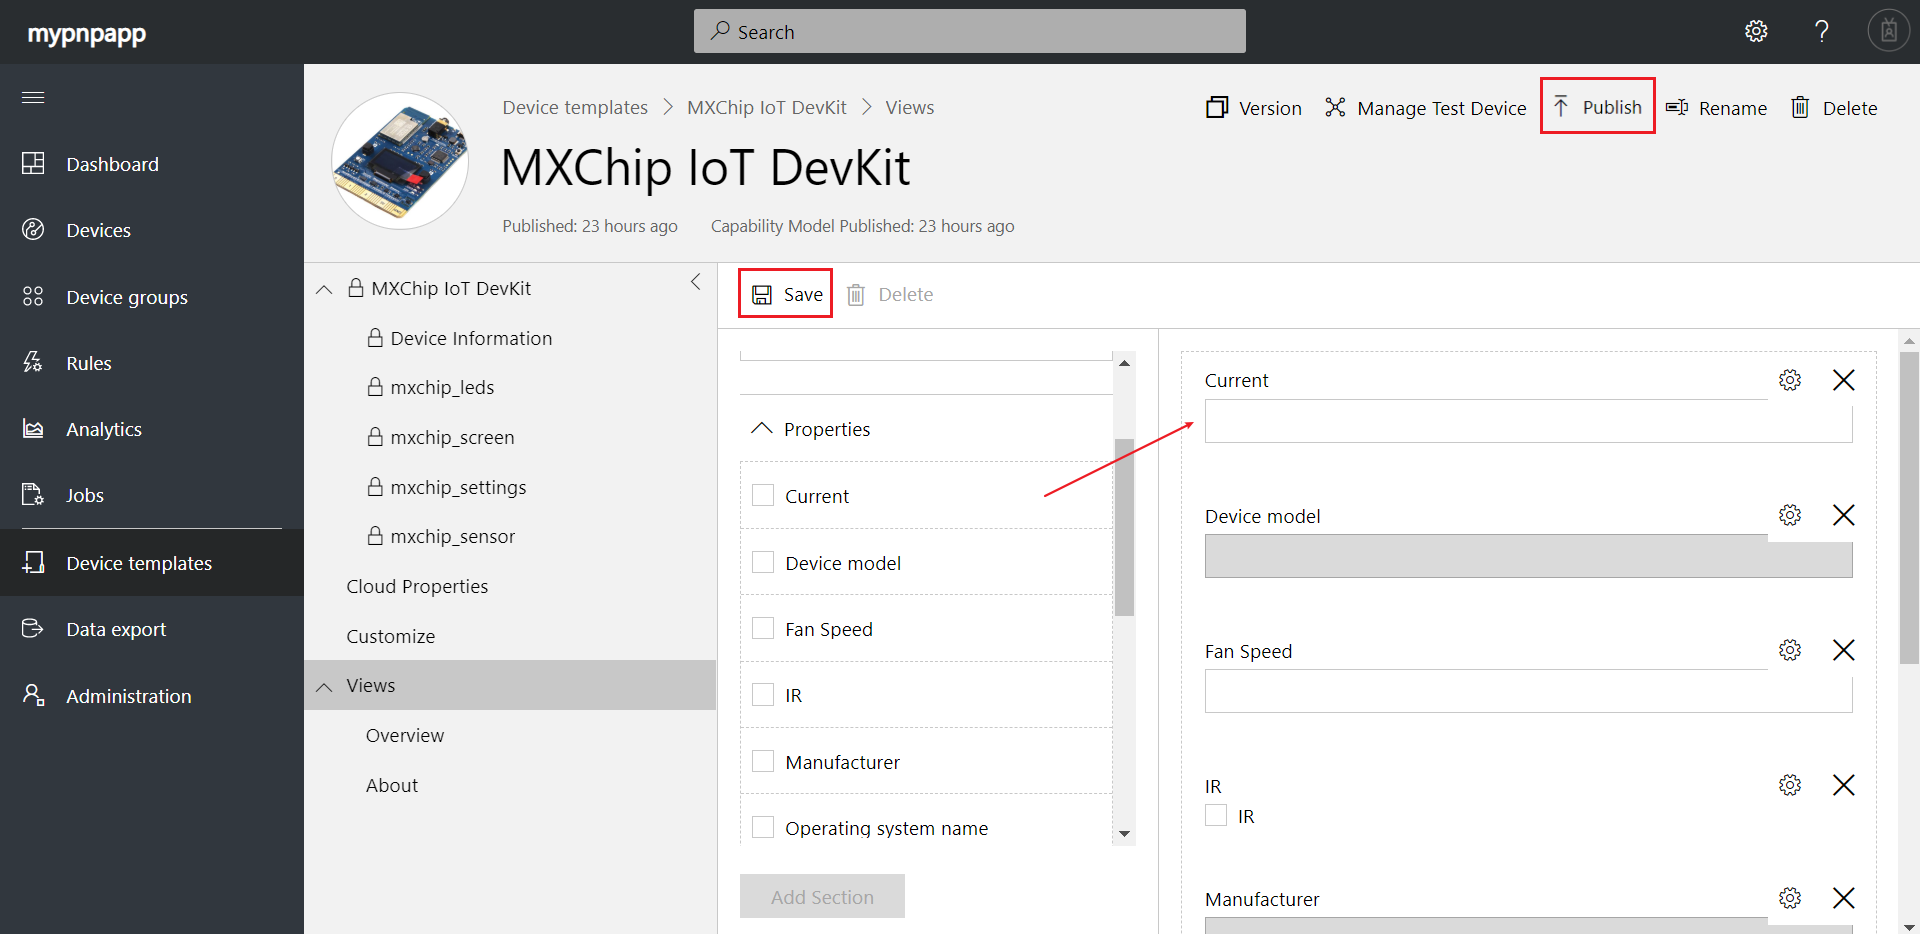 mypnpapp
Search
Dashboard
Devices
Device groups
Rules
Analytics
Jobs
Device templates
Data export
Administration
Device templates > MXChip IoT DevKit > Views
MXChip IoT DevKit
Published: 23 hours ago Capability Model Published: 23 hours ago
Version Manage Test Device Publish Rename Delete
MXChip IoT DevKit
Device Information
mxchip_leds
mxchip_screen
mxchip_settings
mxchip_sensor
Cloud Properties
Customize
Views
Overview
About
Save Delete
Properties
Current
Device model
Fan Speed
IR
Manufacturer
Operating system name
Add Section
Current
Device model
Fan Speed
IR
IR
Manufacturer